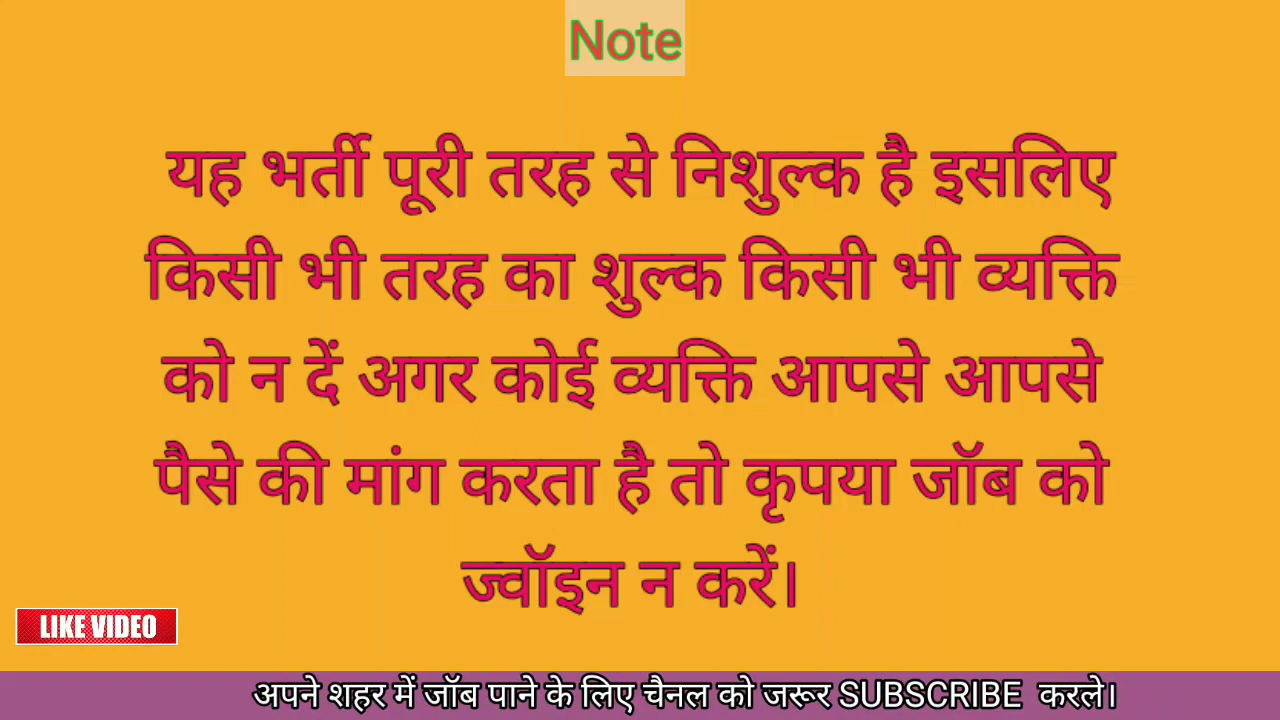 Note
यह भर्ती पूरी तरह से निशुल्क है इसलिए
किसी भी तरह का शुल्क किसी भी व्यक्ति
को न दें अगर कोई व्यक्ति आपसे आपसे
पैसे की मांग करता है तो कृपया जॉब को
ज्वॉइन न करें।
LIKE VIDEO
अपने शहर में जॉब पाने के लिए चैनल को जरूर SUBSCRIBE करले।